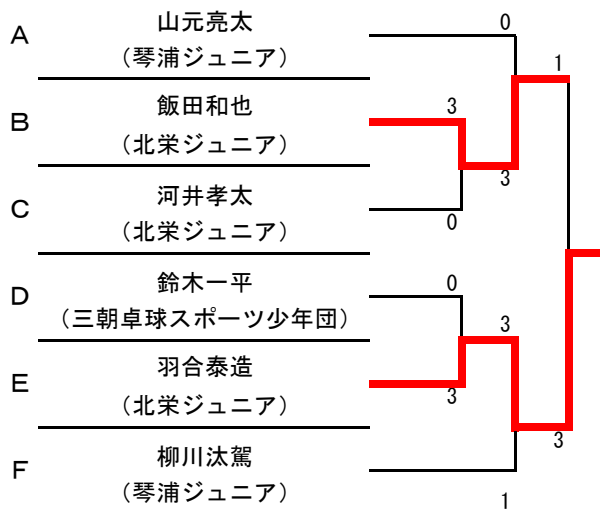 A
山元亮太
（琴浦ジュニア）
0
1
B
飯田和也
（北栄ジュニア）
3
3
C
河井孝太
（北栄ジュニア）
0
D
鈴木一平
（三朝卓球スポーツ少年団）
0
3
E
羽合泰造
（北栄ジュニア）
3
3
F
柳川汰駕
（琴浦ジュニア）
1